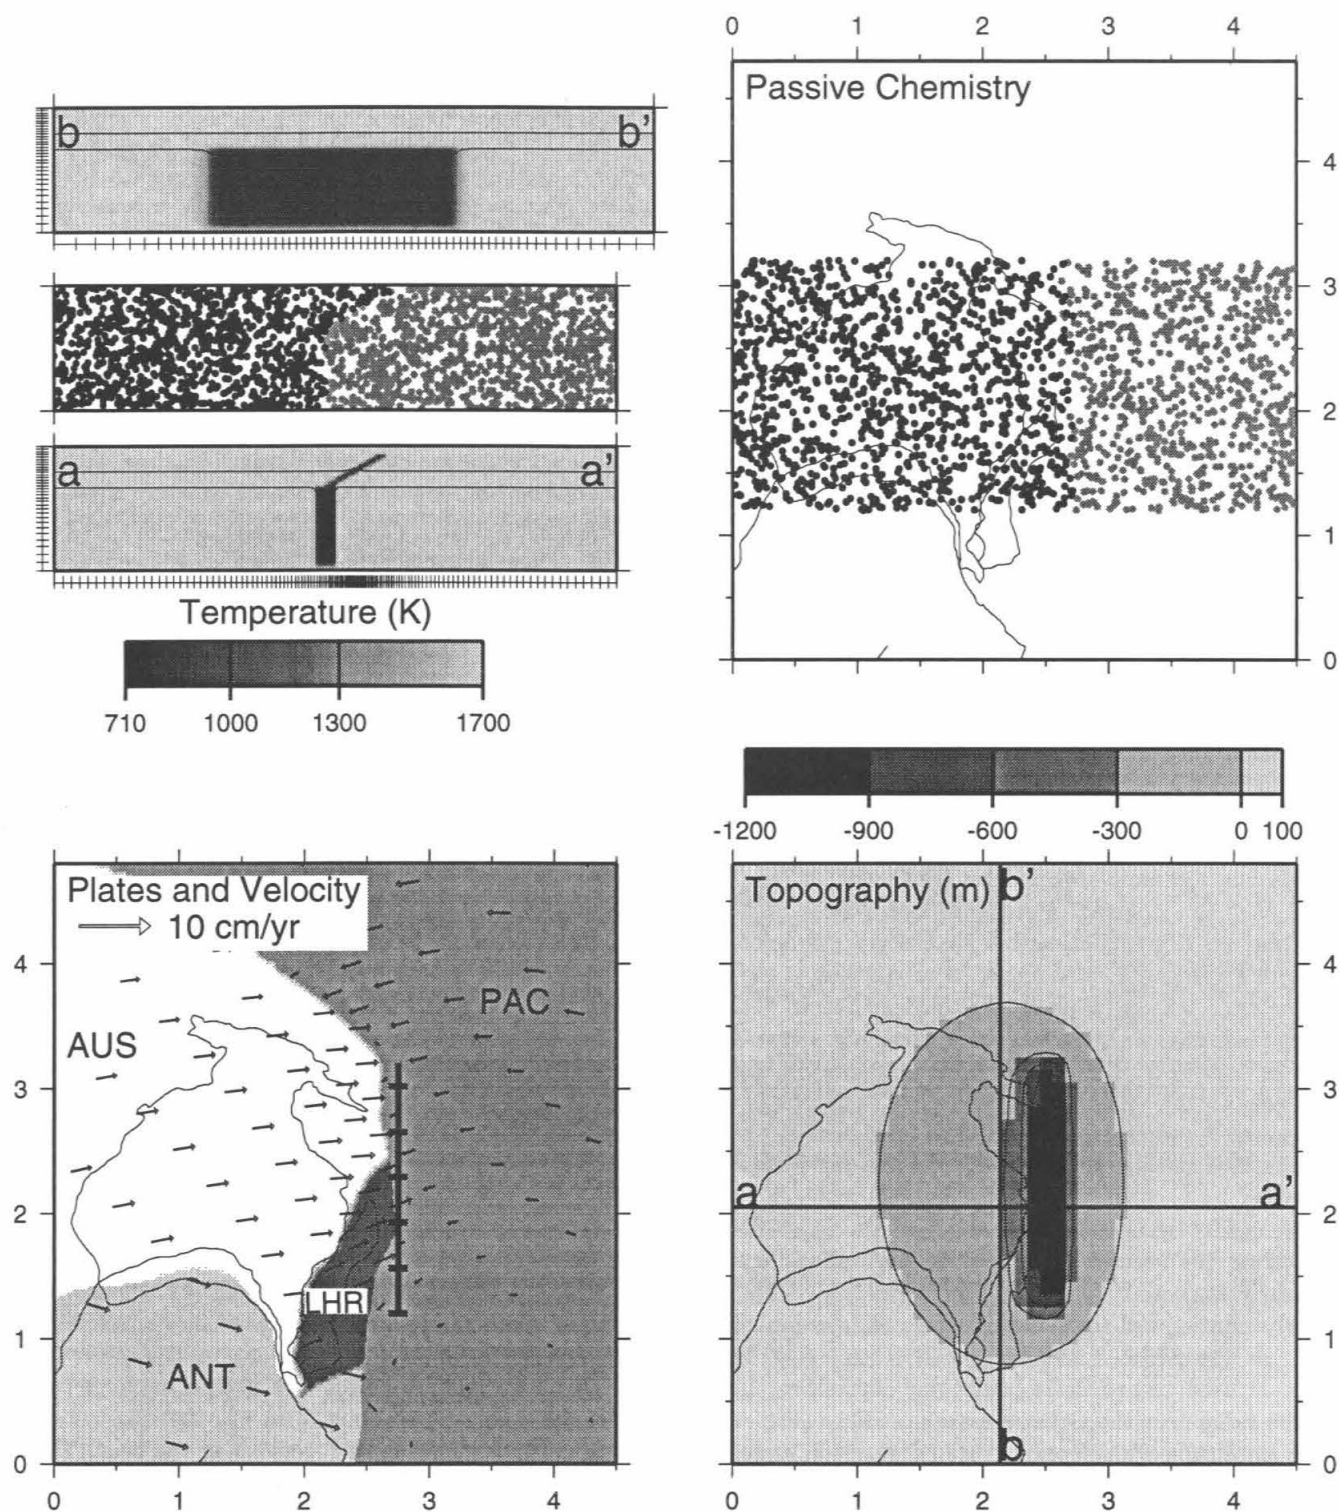 0 1 2 3 4
Passive Chemistry
b b'
4
3
2
1
0
a a'
Temperature (K)
710 1000 1300 1700
-1200 -900 -600 -300 0 100
Plates and Velocity
10 cm/yr
AUS
PAC
LHR
ANT
4
3
2
1
0
0 1 2 3 4
Topography (m) b'
a a'
b
4
3
2
1
0
0 1 2 3 4